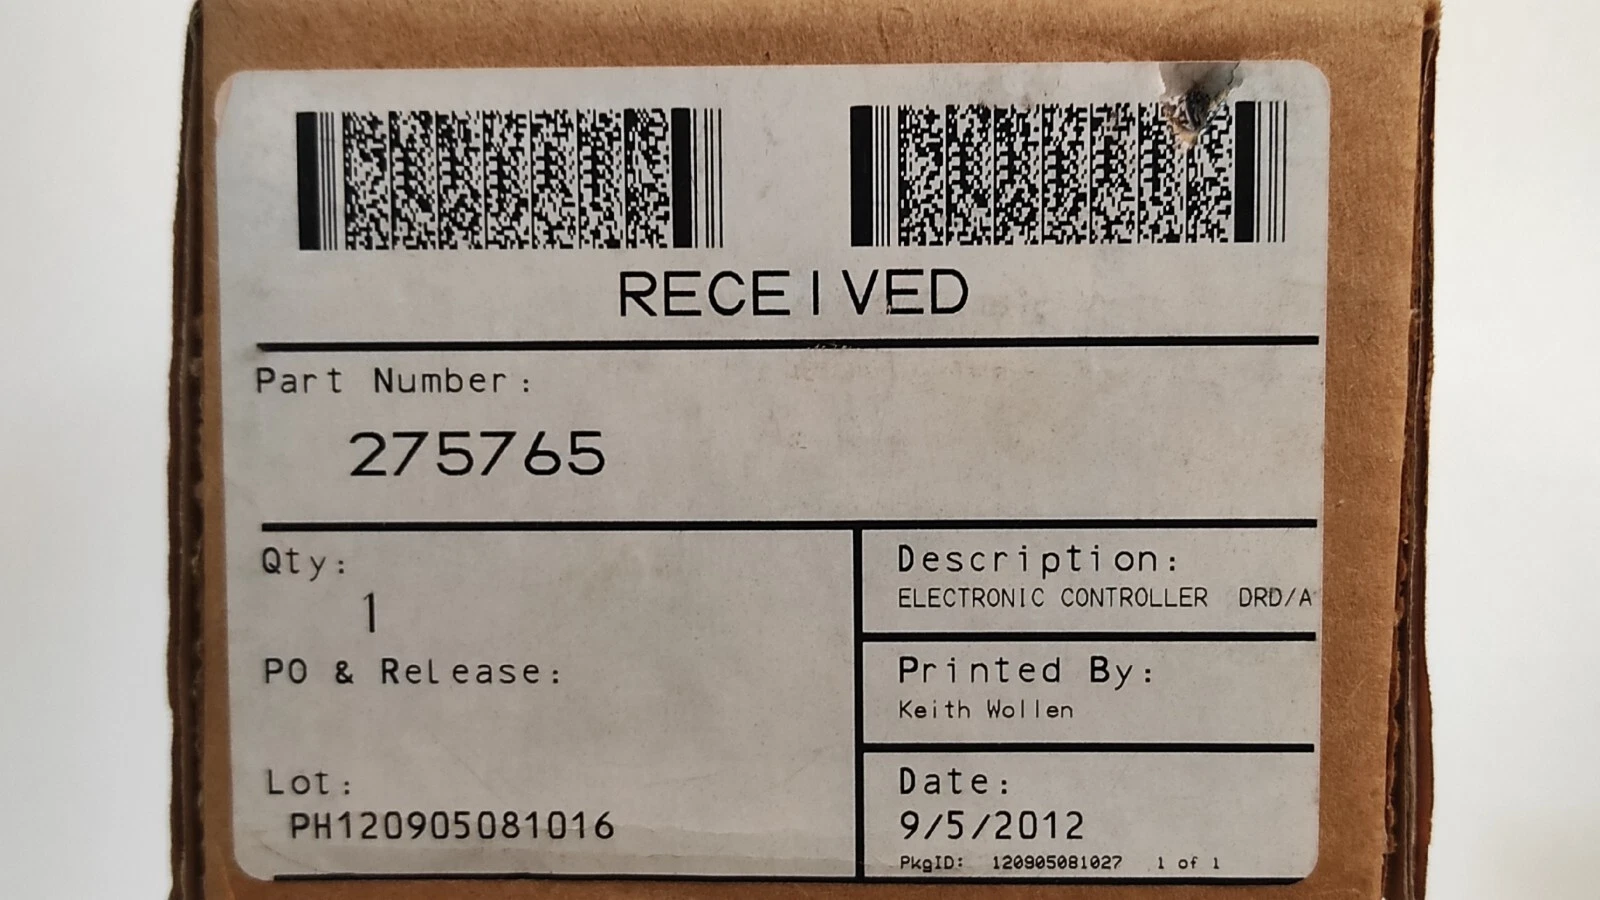 RECEIVED
Part Number:
275765
Qty:
1
PO & Release:
Lot:
PH120905081016
Description:
ELECTRONIC CONTROLLER DRD/A
Printed By:
Keith Wollen
Date:
9/5/2012
PkgID: 120905081027 1 of 1